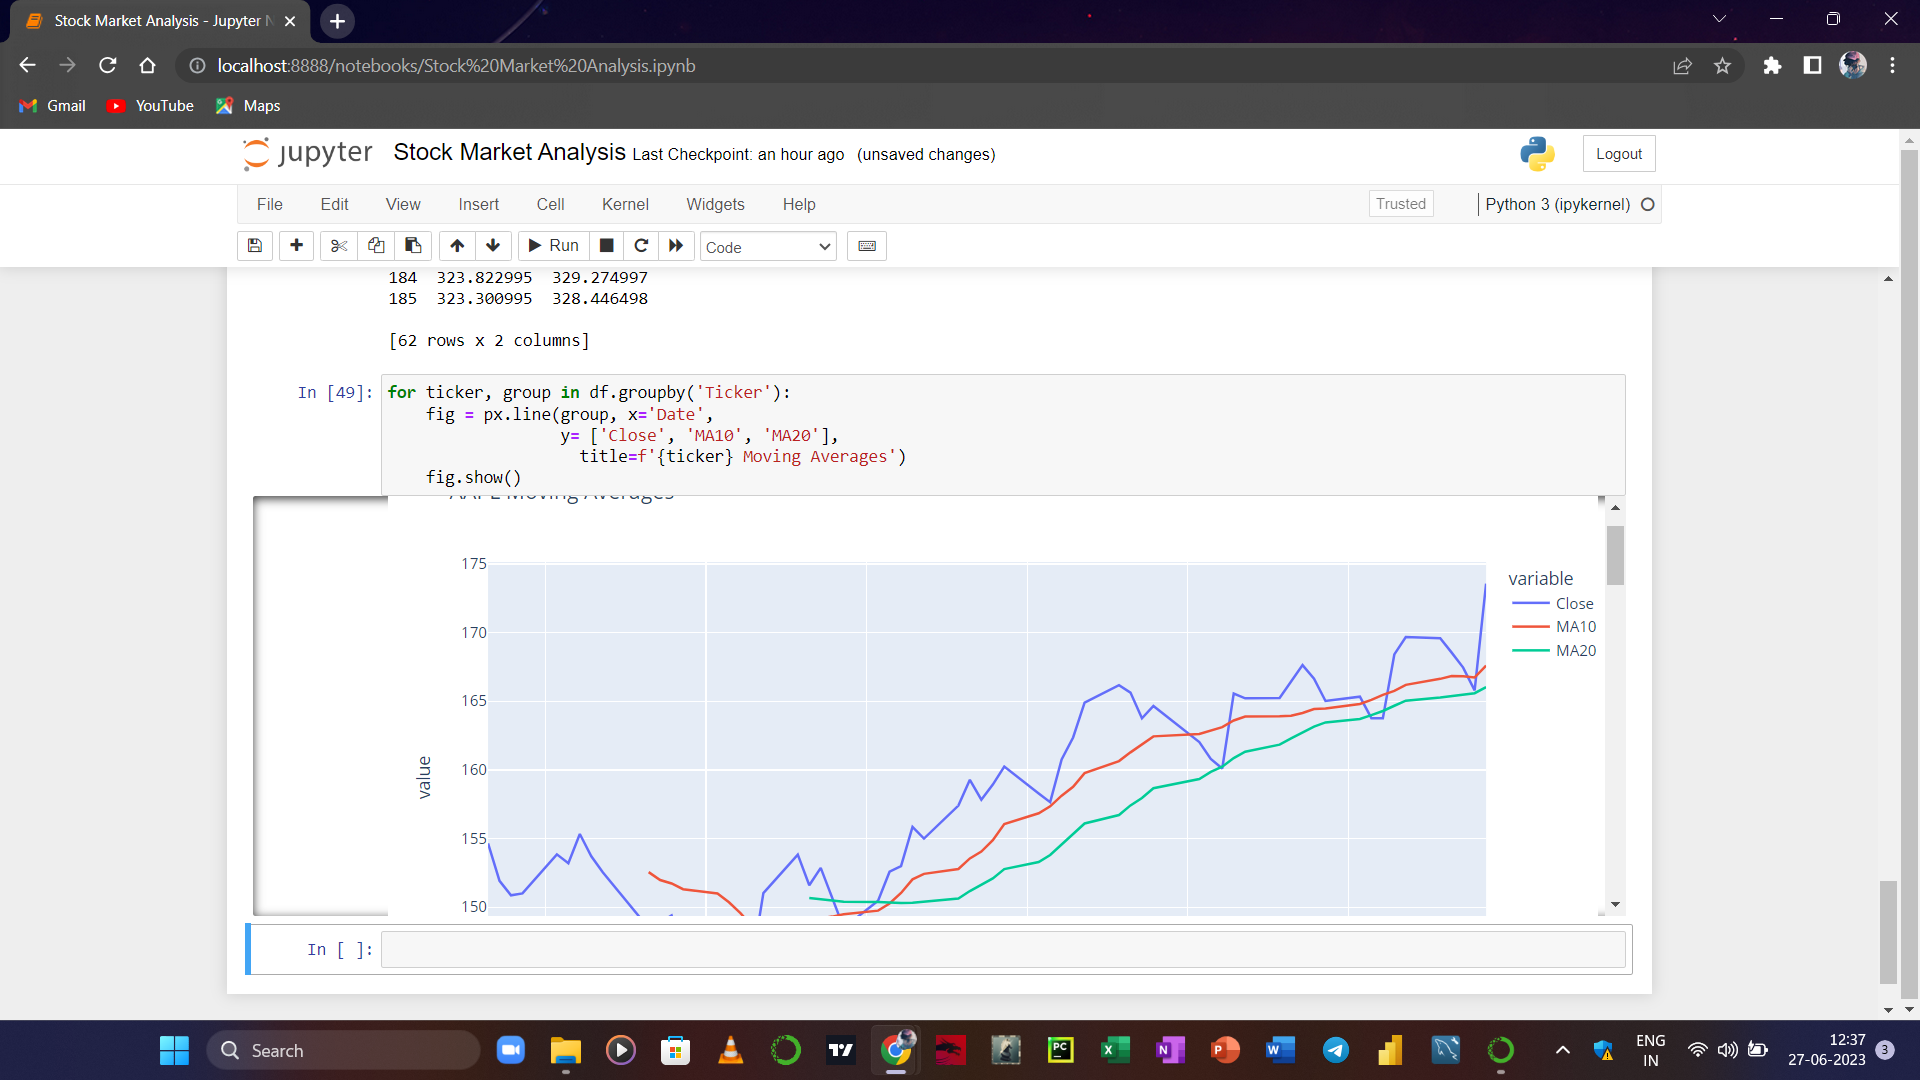 Stock Market Analysis - Jupyter N
localhost:8888/notebooks/Stock%20Market%20Analysis.ipynb
Gmail YouTube Maps
jupyter Stock Market Analysis Last Checkpoint: an hour ago (unsaved changes) Logout
File Edit View Insert Cell Kernel Widgets Help Trusted Python 3 (ipykernel)
Run Code
184 323.822995 329.274997
185 323.300995 328.446498
[62 rows x 2 columns]
In [49]: for ticker, group in df.groupby('Ticker'):
fig = px.line(group, x='Date',
y= ['Close', 'MA10', 'MA20'],
title=f'{ticker} Moving Averages')
fig.show()
AAPL Moving Averages
175
170
165
160
155
150
value
variable
Close
MA10
MA20
In [ ]:
Search
ENG
IN
12:37
27-06-2023
3